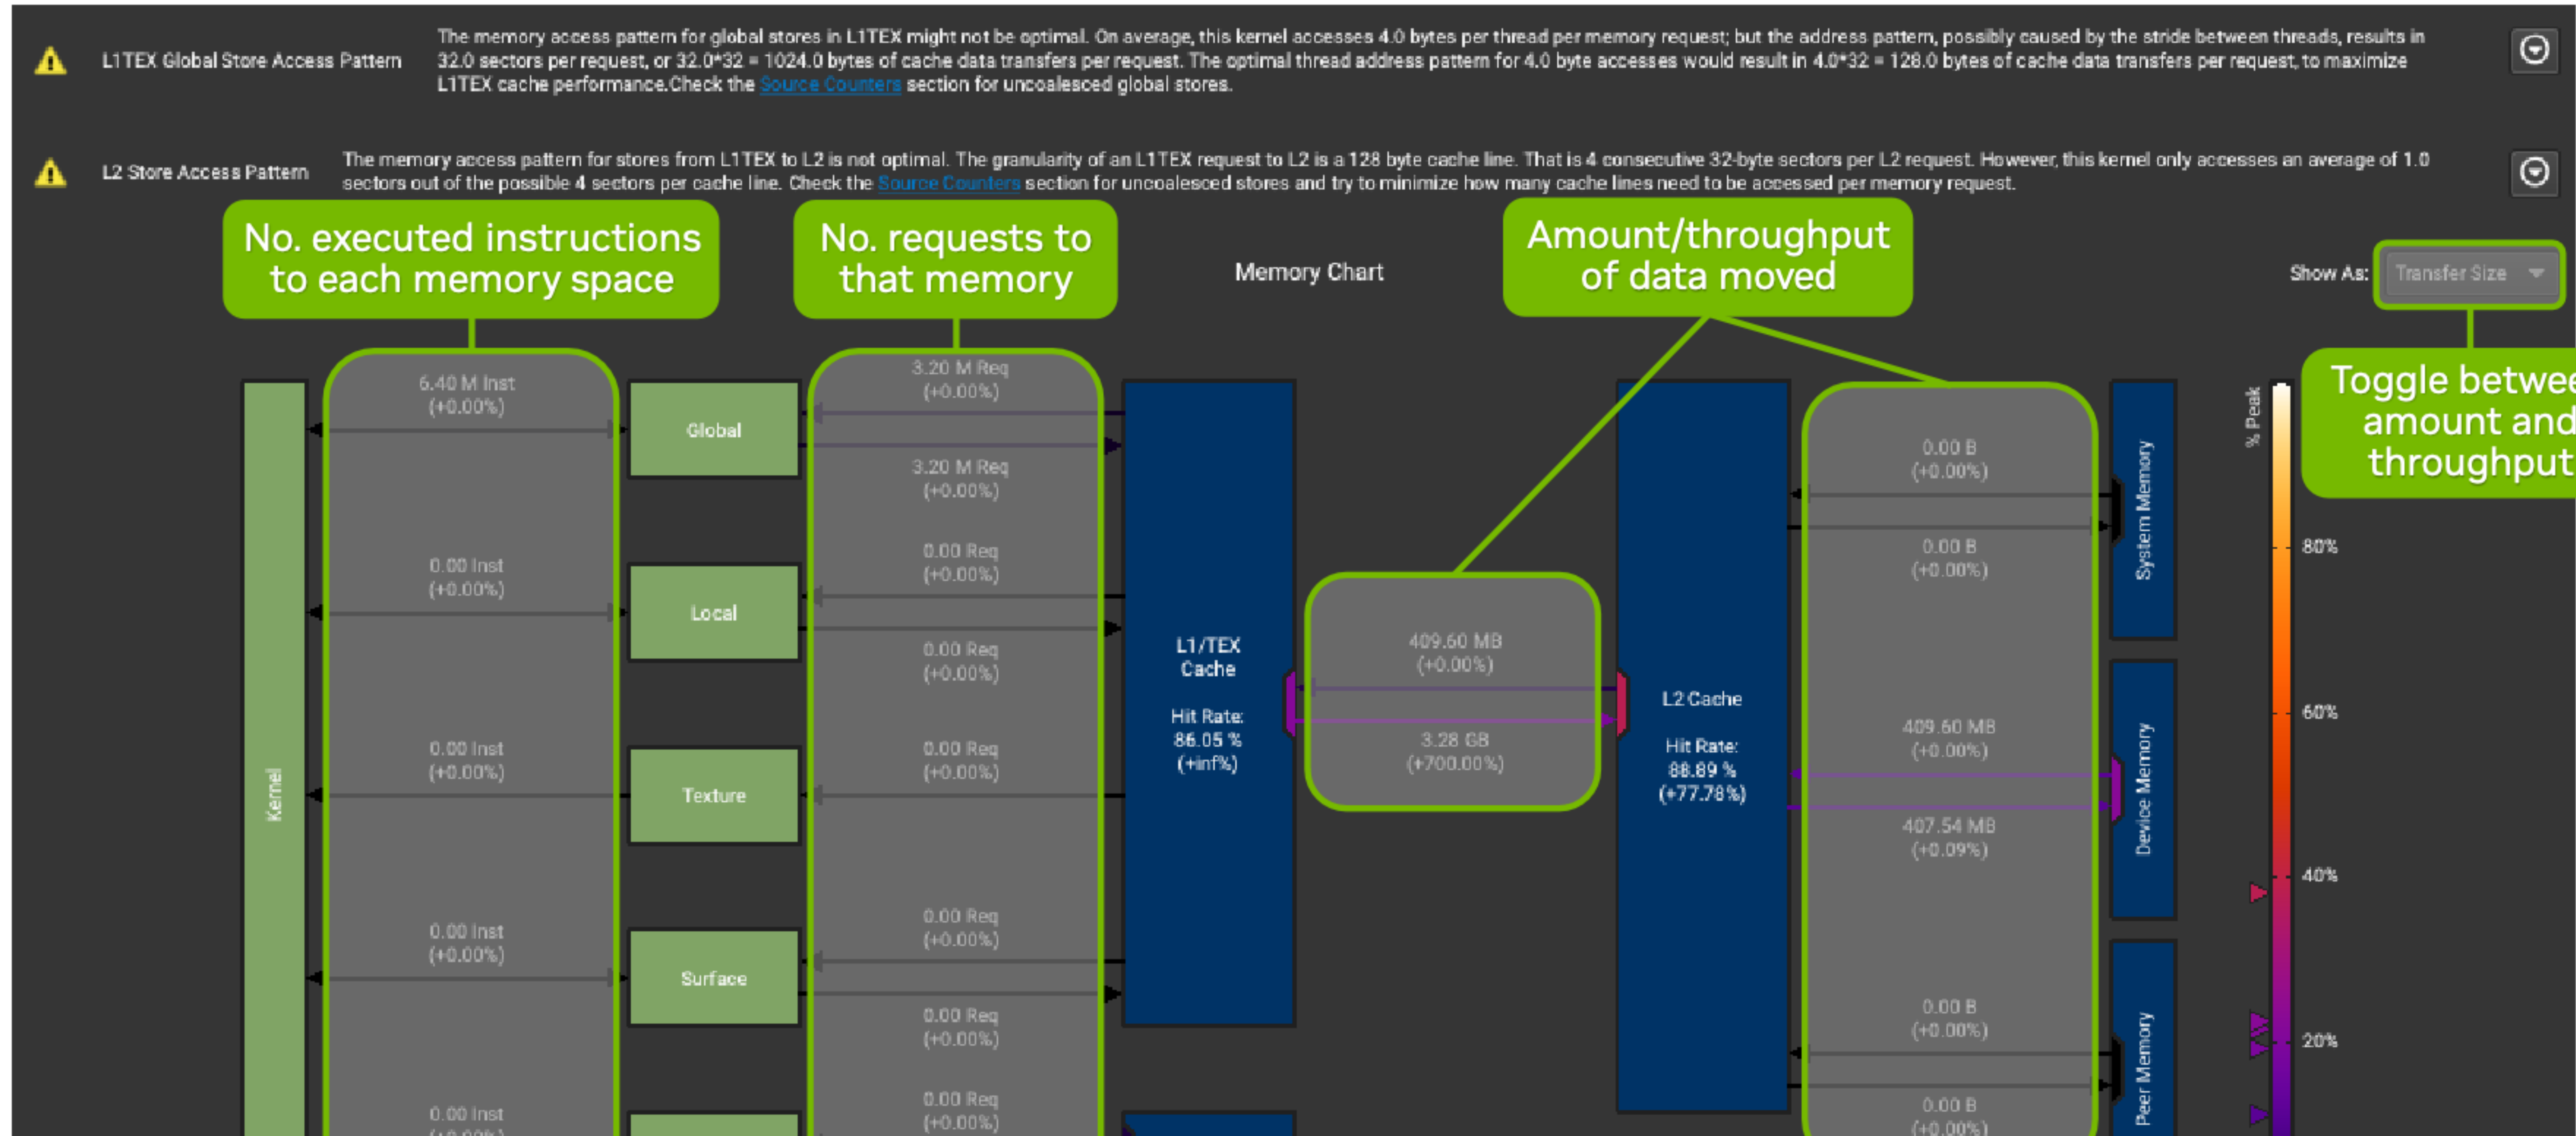 L1TEX Global Store Access Pattern
The memory access pattern for global stores in L1TEX might not be optimal. On average, this kernel accesses 4.0 bytes per thread per memory request; but the address pattern, possibly caused by the stride between threads, results in
32.0 sectors per request, or 32.0*32 = 1024.0 bytes of cache data transfers per request. The optimal thread address pattern for 4.0 byte accesses would result in 4.0*32 = 128.0 bytes of cache data transfers per request, to maximize
L1TEX cache performance.Check the Source Counters section for uncoalesced global stores.
L2 Store Access Pattern
The memory access pattern for stores from L1TEX to L2 is not optimal. The granularity of an L1TEX request to L2 is a 128 byte cache line. That is 4 consecutive 32-byte sectors per L2 request. However, this kernel only accesses an average of 1.0
sectors out of the possible 4 sectors per cache line. Check the Source Counters section for uncoalesced stores and try to minimize how many cache lines need to be accessed per memory request.
No. executed instructions
to each memory space
No. requests to
that memory
Memory Chart
Amount/throughput
of data moved
Show As:
Transfer Size
Toggle betwee
amount and
throughput
Kernel
6.40 M Inst
(+0.00%)
0.00 Inst
(+0.00%)
0.00 Inst
(+0.00%)
0.00 Inst
(+0.00%)
0.00 Inst
(+0.00%)
Global
Local
Texture
Surface
3.20 M Req
(+0.00%)
3.20 M Req
(+0.00%)
0.00 Req
(+0.00%)
0.00 Req
(+0.00%)
0.00 Req
(+0.00%)
0.00 Req
(+0.00%)
0.00 Req
(+0.00%)
0.00 Req
(+0.00%)
L1/TEX
Cache
Hit Rate:
86.05 %
(+inf%)
409.60 MB
(+0.00%)
3.28 GB
(+700.00%)
L2 Cache
Hit Rate:
88.89 %
(+77.78%)
0.00 B
(+0.00%)
0.00 B
(+0.00%)
409.60 MB
(+0.00%)
407.54 MB
(+0.09%)
0.00 B
(+0.00%)
0.00 B
(+0.00%)
System Memory
Device Memory
Peer Memory
% Peak
80%
60%
40%
20%